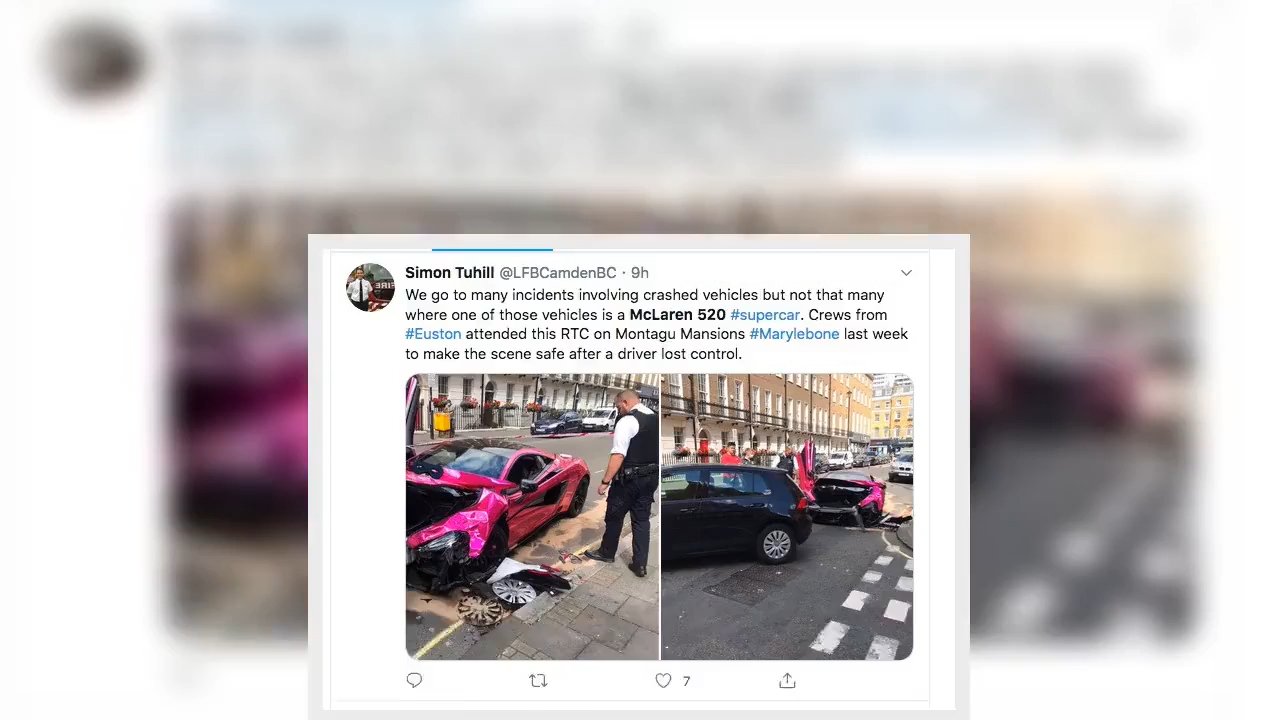 Simon Tuhill @LFBCamdenBC · 9h
We go to many incidents involving crashed vehicles but not that many
where one of those vehicles is a McLaren 520 #supercar. Crews from
#Euston attended this RTC on Montagu Mansions #Marylebone last week
to make the scene safe after a driver lost control.
7